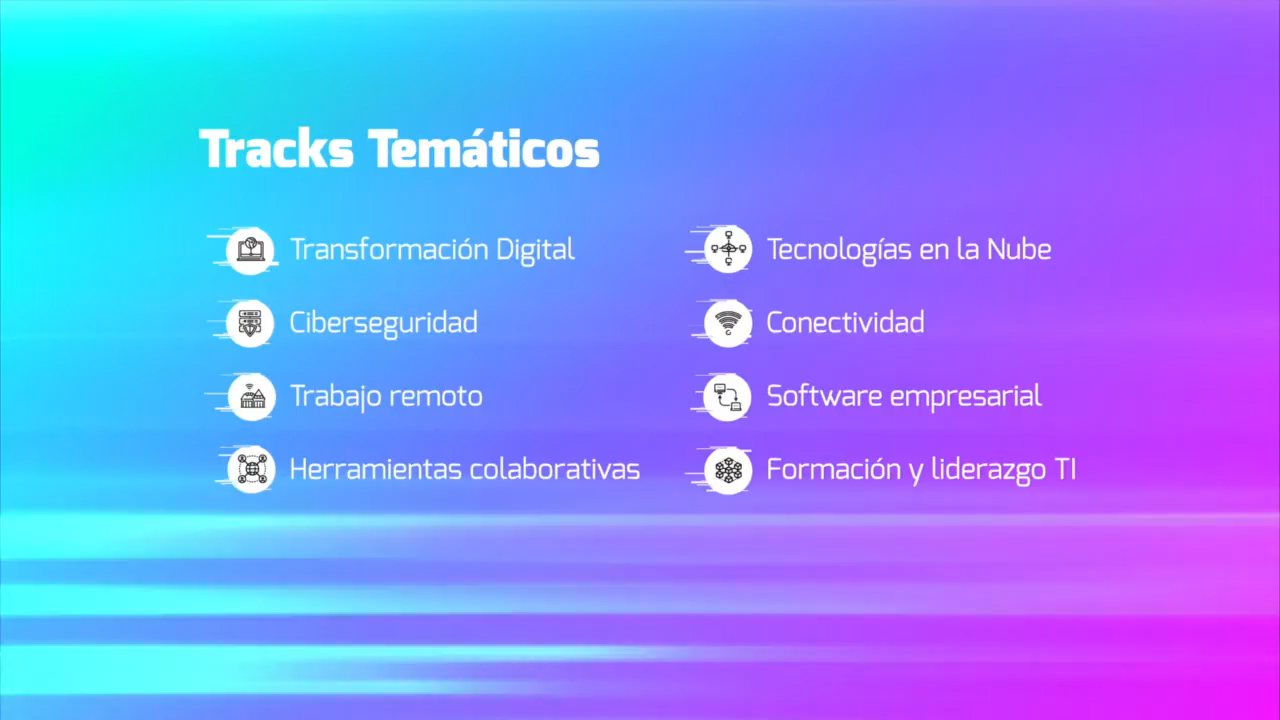 Tracks Temáticos
Transformación Digital
Ciberseguridad
Trabajo remoto
Herramientas colaborativas
Tecnologías en la Nube
Conectividad
Software empresarial
Formación y liderazgo TI